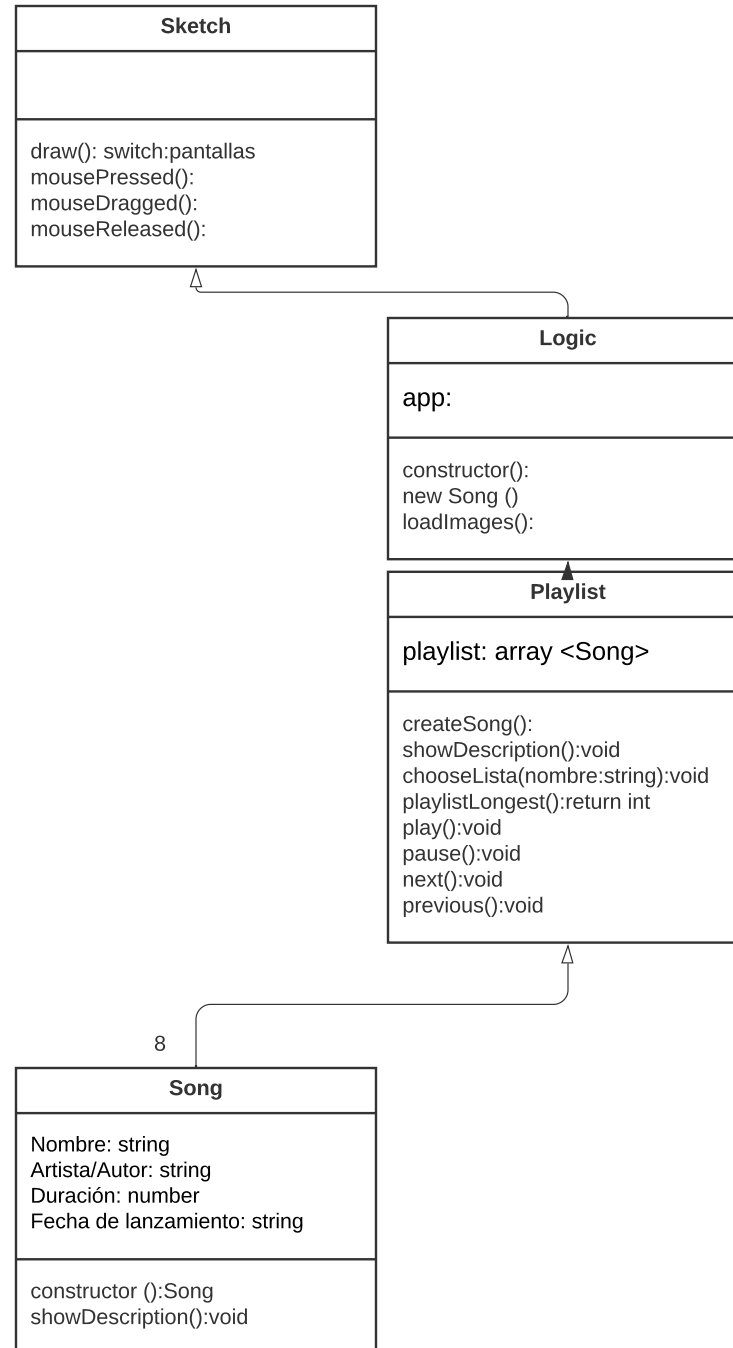 Sketch
draw(): switch:pantallas
mousePressed():
mouseDragged():
mouseReleased():
Logic
app:
constructor():
new Song ()
loadImages():
Playlist
playlist: array <Song>
createSong():
showDescription():void
chooseLista(nombre:string):void
playlistLongest():return int
play():void
pause():void
next():void
previous():void
8
Song
Nombre: string
Artista/Autor: string
Duración: number
Fecha de lanzamiento: string
constructor ():Song
showDescription():void